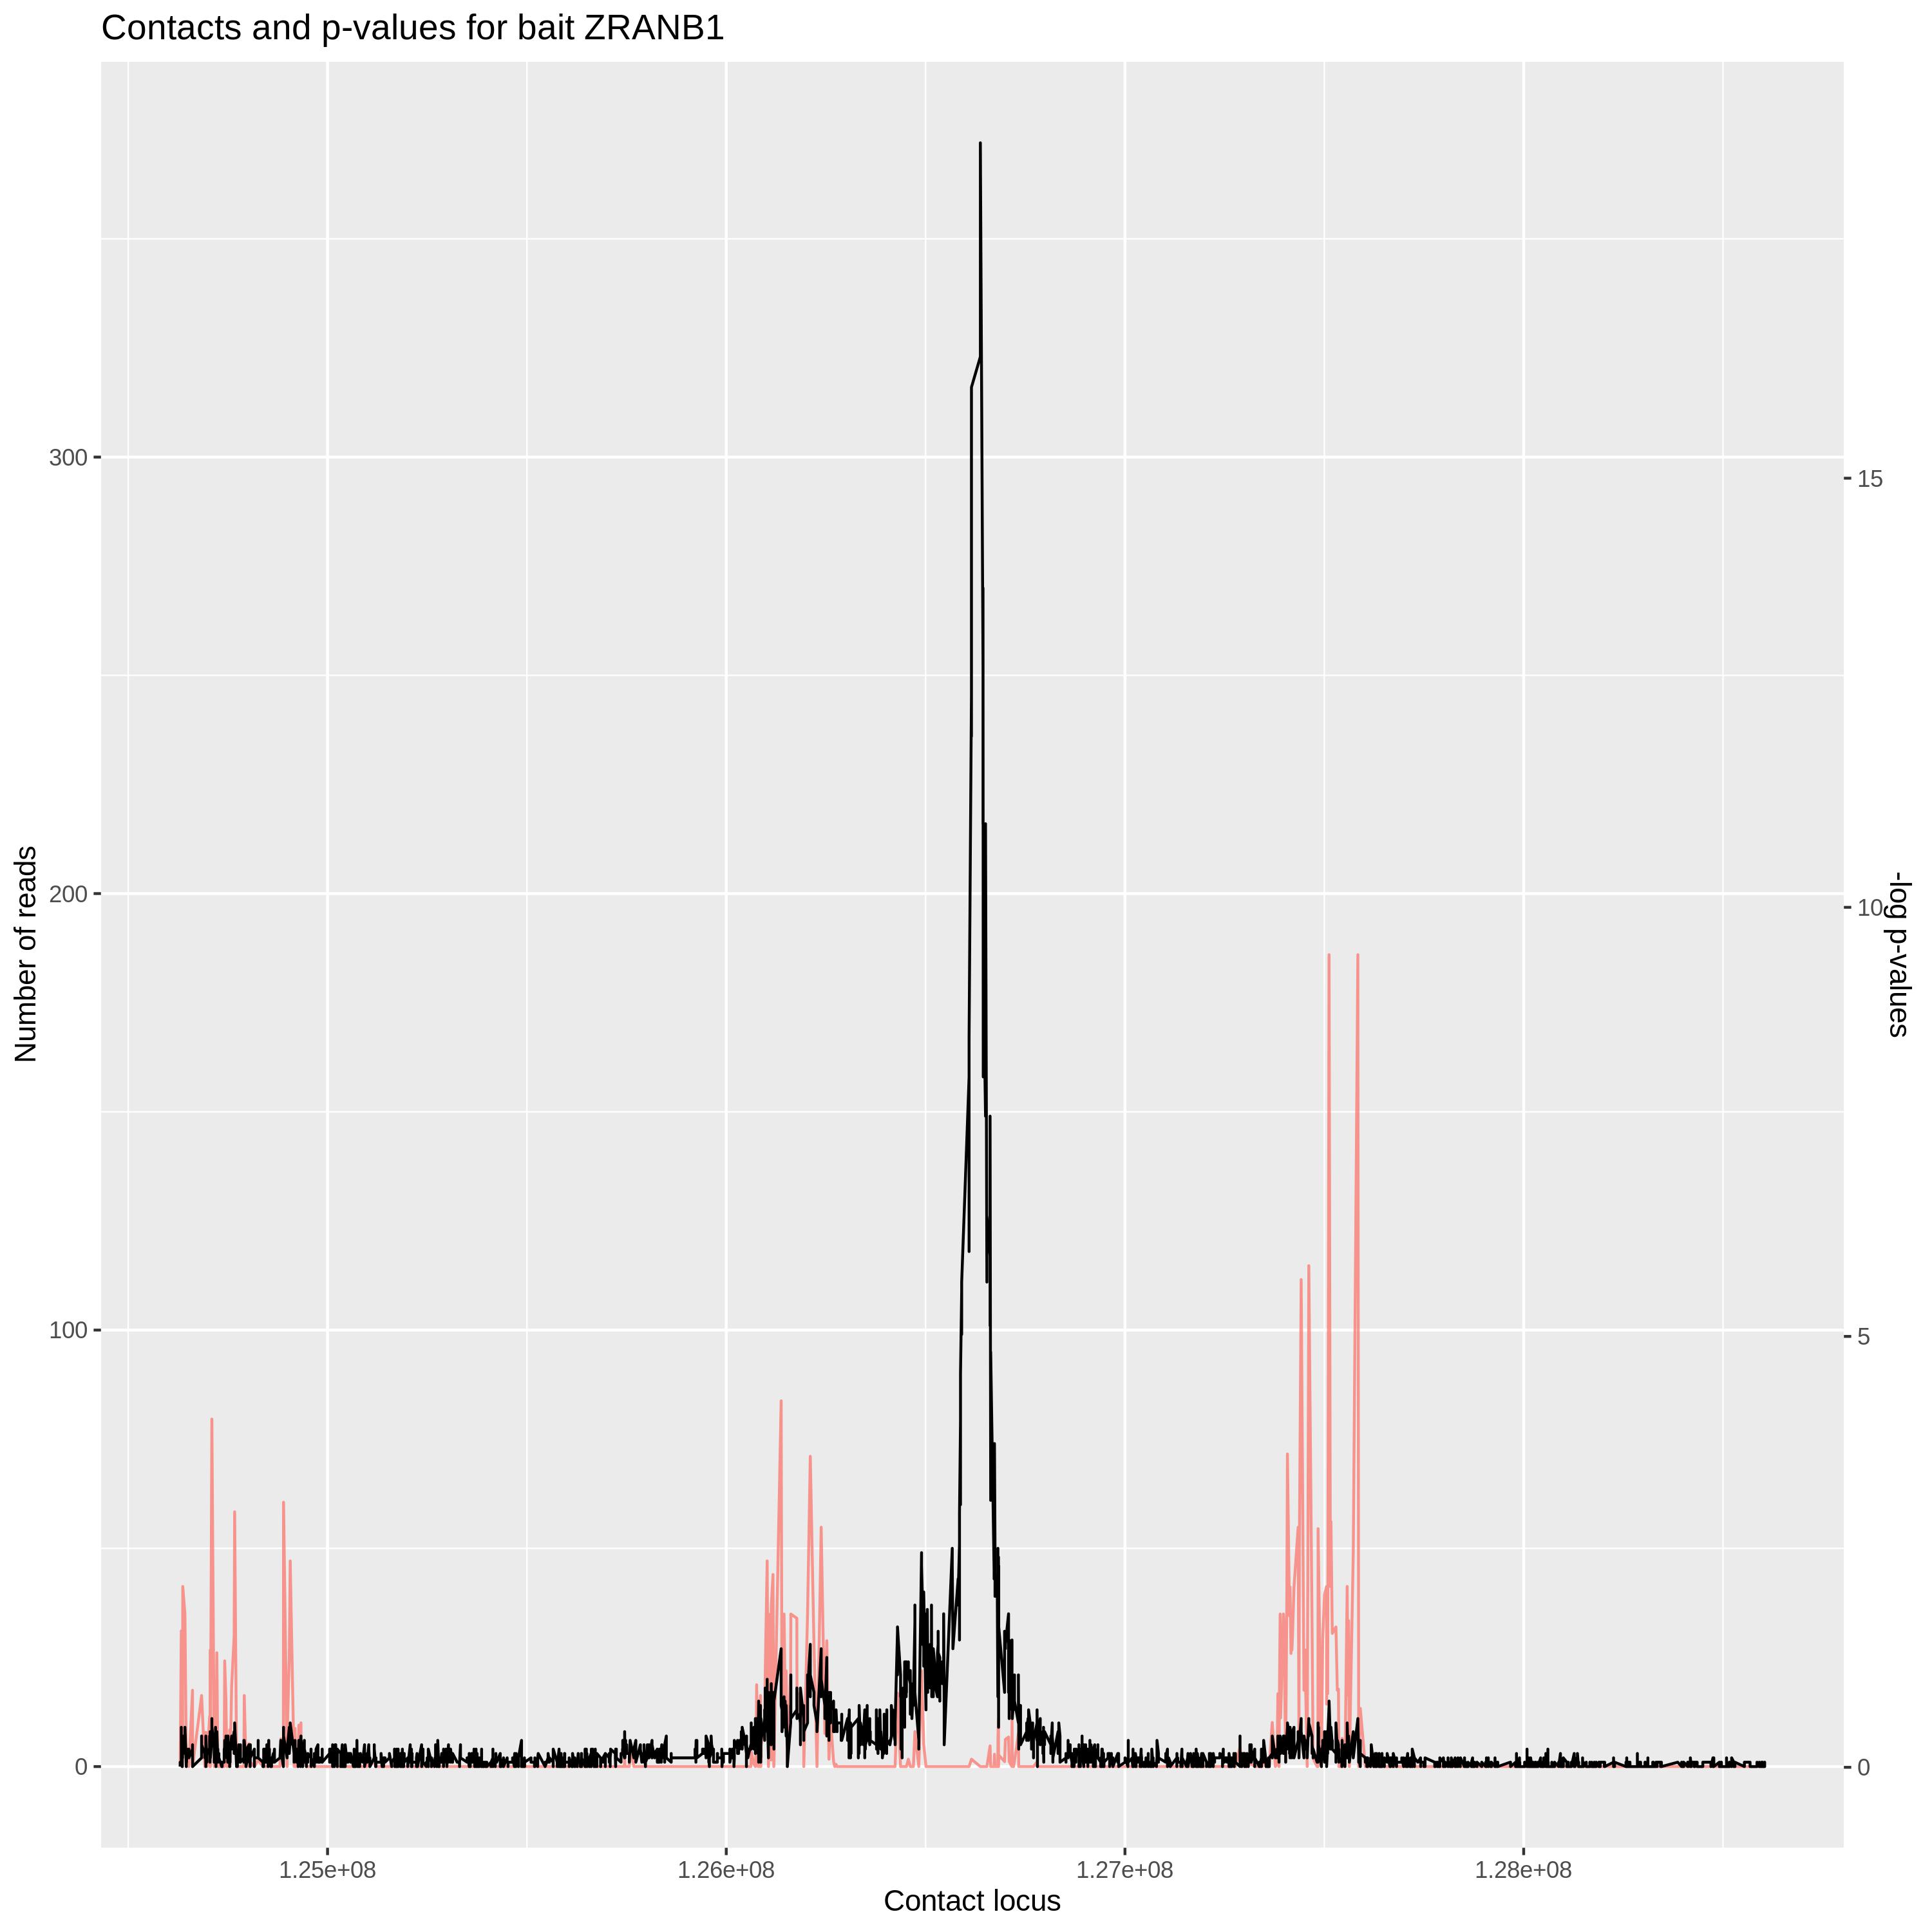 Contacts and p-values for bait ZRANB1
Number of reads
300
200
100
0
15
10
5
0
-log p-values
1.25e+08
1.26e+08
1.27e+08
1.28e+08
Contact locus